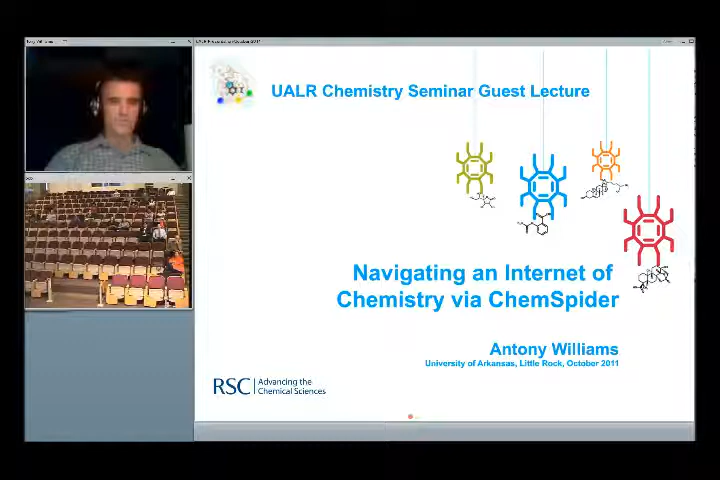 UALR Chemistry Seminar Guest Lecture
Navigating an Internet of
Chemistry via ChemSpider
Antony Williams
University of Arkansas, Little Rock, October 2011
RSC
Advancing the
Chemical Sciences